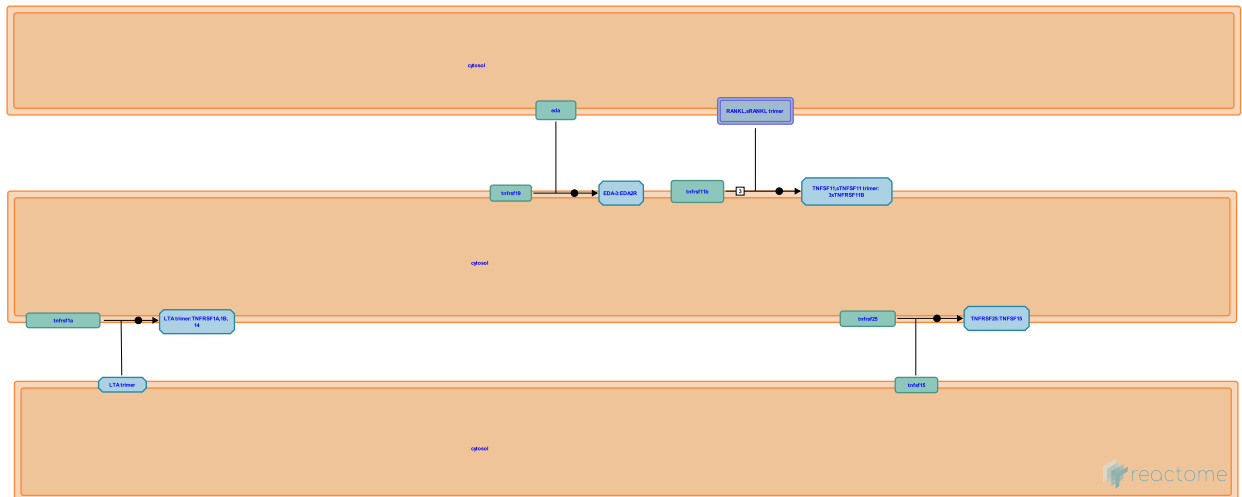 cytosol
eda
RANKL,sRANKL trimer
tnfrsf19
EDA-3:EDA2R
tnfrsf11b
3
TNFSF11,sTNFSF11 trimer:
3xTNFRSF11B
cytosol
tnfrsf1a
LTA trimer:TNFRSF1A,1B,
14
tnfrsf25
TNFRSF25:TNFSF15
LTA trimer
tnfsf15
cytosol
reactome